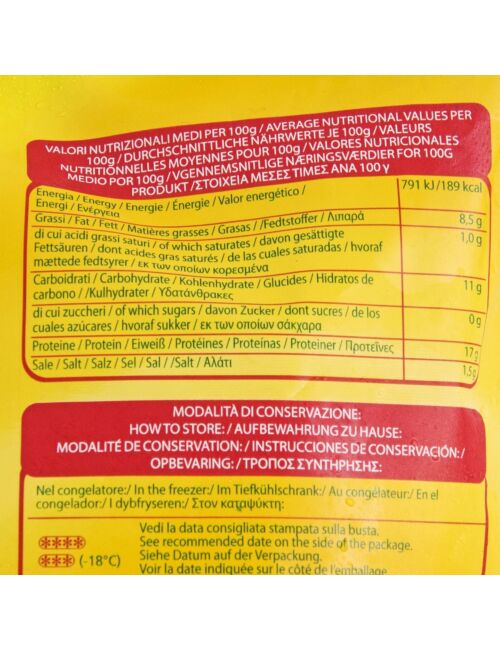 VALORI NUTRIZIONALI MEDI PER 100g / AVERAGE NUTRITIONAL VALUES PER
100g / DURCHSCHNITTLICHE NÄHRWERTE JE 100g / VALEURS
NUTRITIONNELLES MOYENNES POUR 100g / VALORES NUTRICIONALES
MEDIO POR 100g / VGENNEMSNITLIGE NÆRINGSVÆRDIER FOR 100G
PRODUKT /ΣΤΟΙΧΕΙΑ ΜΕΣΕΣ ΤΙΜΕΣ ΑΝΑ 100 γ
Energia / Energy / Energie / Énergie / Valor energético /
Energi / Ενέργεια
791 kJ/189 kcal
Grassi / Fat / Fett / Matières grasses / Grasas / /Fedtstoffer / Λιπαρά
8,5 g
di cui acidi grassi saturi / of which saturates / davon gesättigte
Fettsäuren / dont acides gras saturés / de las cuales saturadas / hvoraf
mættede fedtsyrer / εκ των οποίων κορεσμένα
1,0 g
Carboidrati / Carbohydrate / Kohlenhydrate / Glucides / Hidratos de
carbono / /Kulhydrater / Υδατάνθρακες
11 g
di cui zuccheri / of which sugars / davon Zucker / dont sucres / de los
cuales azúcares / hvoraf sukker / εκ των οποίων σάκχαρα
0 g
Proteine / Protein / Eiweiß / Protéines / Proteínas / Proteiner / Πρωτεΐνες
17 g
Sale / Salt / Salz / Sel / Sal / /Salt / Αλάτι
1,5 g
MODALITÀ DI CONSERVAZIONE:
HOW TO STORE: / AUFBEWAHRUNG ZU HAUSE:
MODALITÉ DE CONSERVATION: / INSTRUCCIONES DE CONSERVACIÓN: /
OPBEVARING: / ΤΡΟΠΟΣ ΣΥΝΤΗΡΗΣΗΣ:
Nel congelatore:/ In the freezer:/ Im Tiefkühlschrank:/ Au congélateur:/ En el
congelador:/ I dybfryseren:/ Στον καταψύκτη:
Vedi la data consigliata stampata sulla busta.
**** See recommended date on the side of the package.
*** (-18°C) Siehe Datum auf der Verpackung.
Voir la date indiquée sur le côté de l'emballage